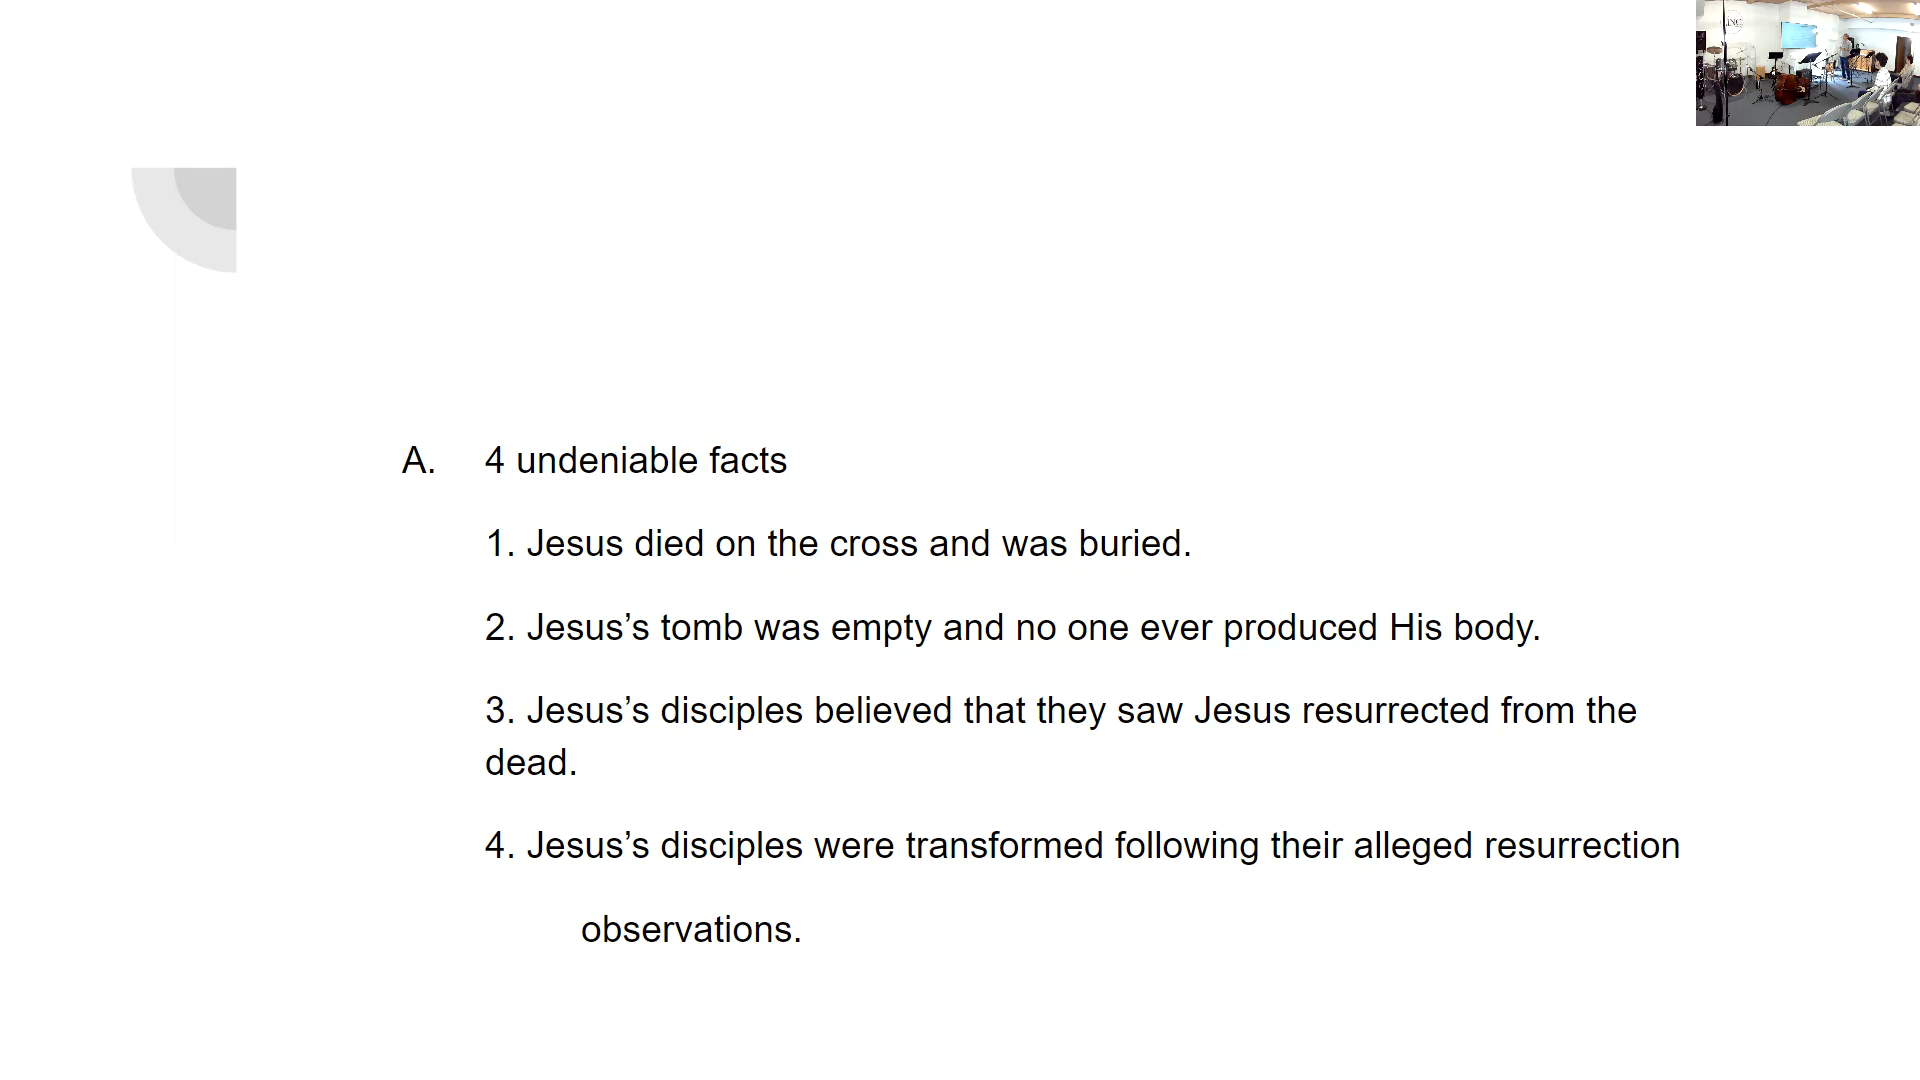 A. 4 undeniable facts
1. Jesus died on the cross and was buried.
2. Jesus’s tomb was empty and no one ever produced His body.
3. Jesus’s disciples believed that they saw Jesus resurrected from the
dead.
4. Jesus’s disciples were transformed following their alleged resurrection
observations.